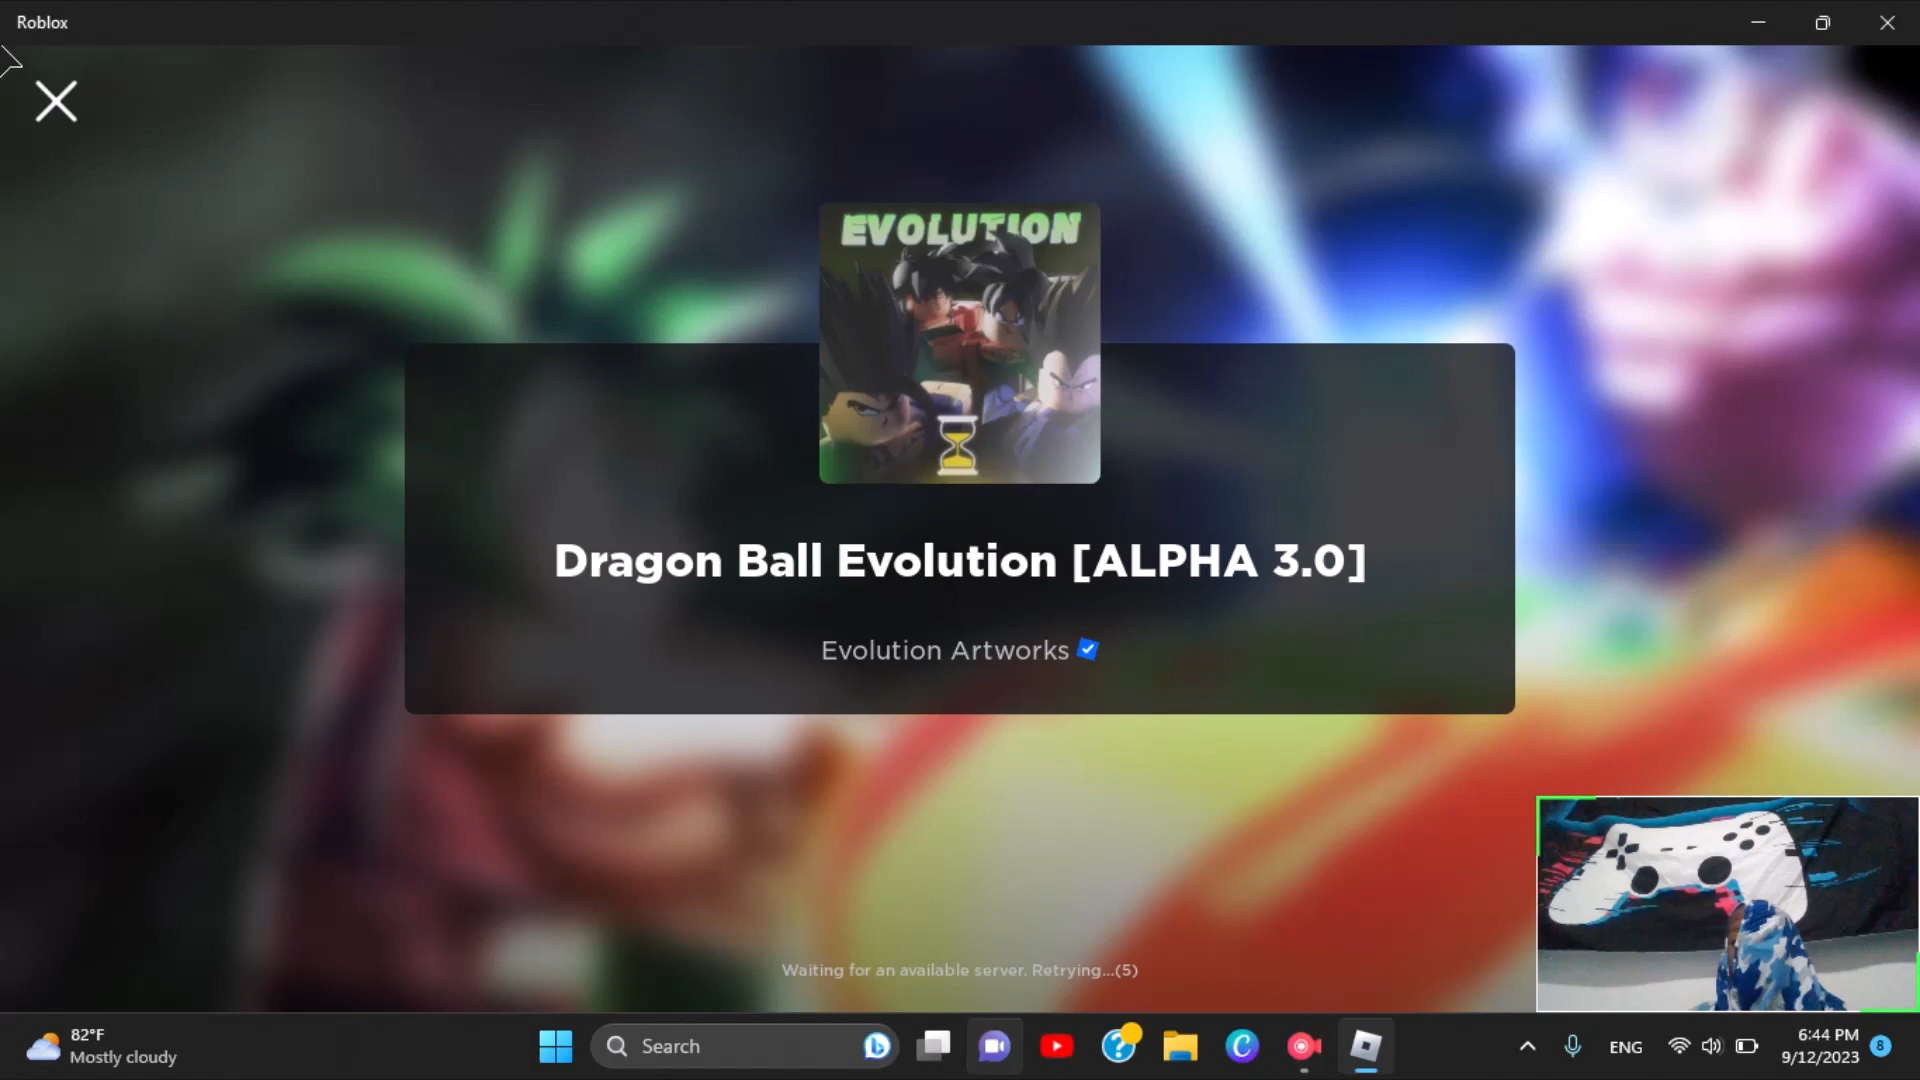 Roblox
EVOLUTION
Dragon Ball Evolution [ALPHA 3.0]
Evolution Artworks
Waiting for an available server. Retrying...(5)
82°F
Mostly cloudy
Search
ENG
6:44 PM
9/12/2023
8